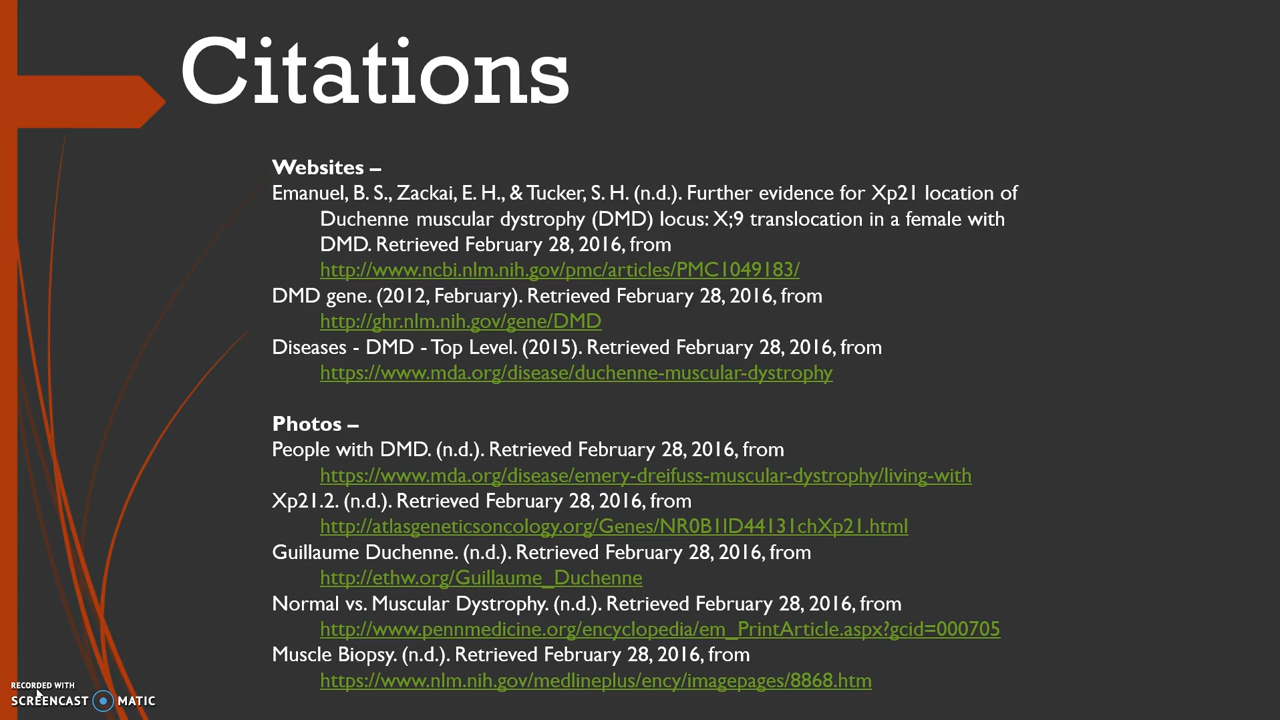 Citations
Websites –
Emanuel, B. S., Zackai, E. H., & Tucker, S. H. (n.d.). Further evidence for Xp21 location of
Duchenne muscular dystrophy (DMD) locus: X;9 translocation in a female with
DMD. Retrieved February 28, 2016, from
http://www.ncbi.nlm.nih.gov/pmc/articles/PMC1049183/
DMD gene. (2012, February). Retrieved February 28, 2016, from
http://ghr.nlm.nih.gov/gene/DMD
Diseases - DMD - Top Level. (2015). Retrieved February 28, 2016, from
https://www.mda.org/disease/duchenne-muscular-dystrophy
Photos –
People with DMD. (n.d.). Retrieved February 28, 2016, from
https://www.mda.org/disease/emery-dreifuss-muscular-dystrophy/living-with
Xp21.2. (n.d.). Retrieved February 28, 2016, from
http://atlasgeneticsoncology.org/Genes/NR0B1ID44131chXp21.html
Guillaume Duchenne. (n.d.). Retrieved February 28, 2016, from
http://ethw.org/Guillaume_Duchenne
Normal vs. Muscular Dystrophy. (n.d.). Retrieved February 28, 2016, from
http://www.pennmedicine.org/encyclopedia/em_PrintArticle.aspx?gcid=000705
Muscle Biopsy. (n.d.). Retrieved February 28, 2016, from
https://www.nlm.nih.gov/medlineplus/ency/imagepages/8868.htm
RECORDED WITH
SCREENCAST MATIC